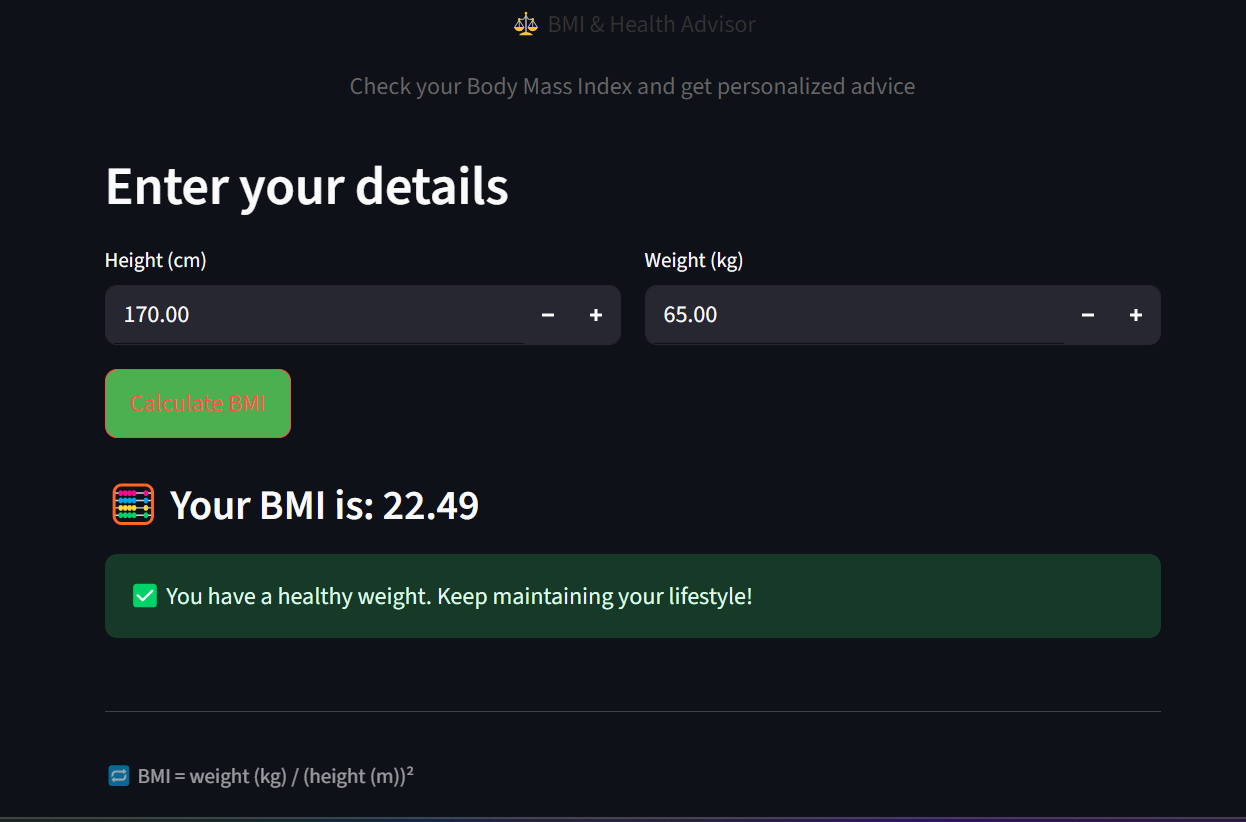 ⚖️ BMI & Health Advisor
Check your Body Mass Index and get personalized advice
Enter your details
Height (cm)
Weight (kg)
170.00 − +
65.00 − +
Calculate BMI
🧮 Your BMI is: 22.49
✅ You have a healthy weight. Keep maintaining your lifestyle!
🔁 BMI = weight (kg) / (height (m))²